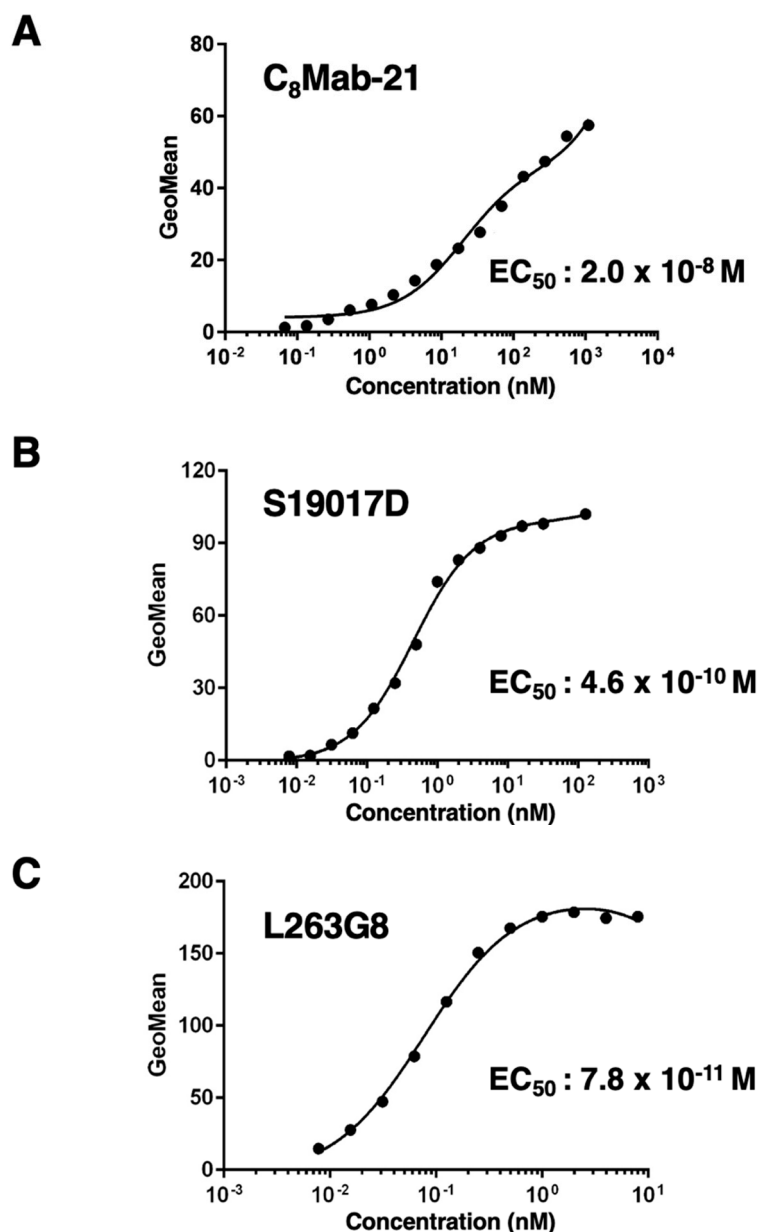 A
C₈Mab-21
80
60
40
20
0
GeoMean
EC₅₀ : 2.0 x 10⁻⁸ M
10⁻² 10⁻¹ 10⁰ 10¹ 10² 10³ 10⁴
Concentration (nM)
B
S19017D
120
90
60
30
0
GeoMean
EC₅₀ : 4.6 x 10⁻¹⁰ M
10⁻³ 10⁻² 10⁻¹ 10⁰ 10¹ 10² 10³
Concentration (nM)
C
L263G8
200
150
100
50
0
GeoMean
EC₅₀ : 7.8 x 10⁻¹¹ M
10⁻³ 10⁻² 10⁻¹ 10⁰ 10¹
Concentration (nM)